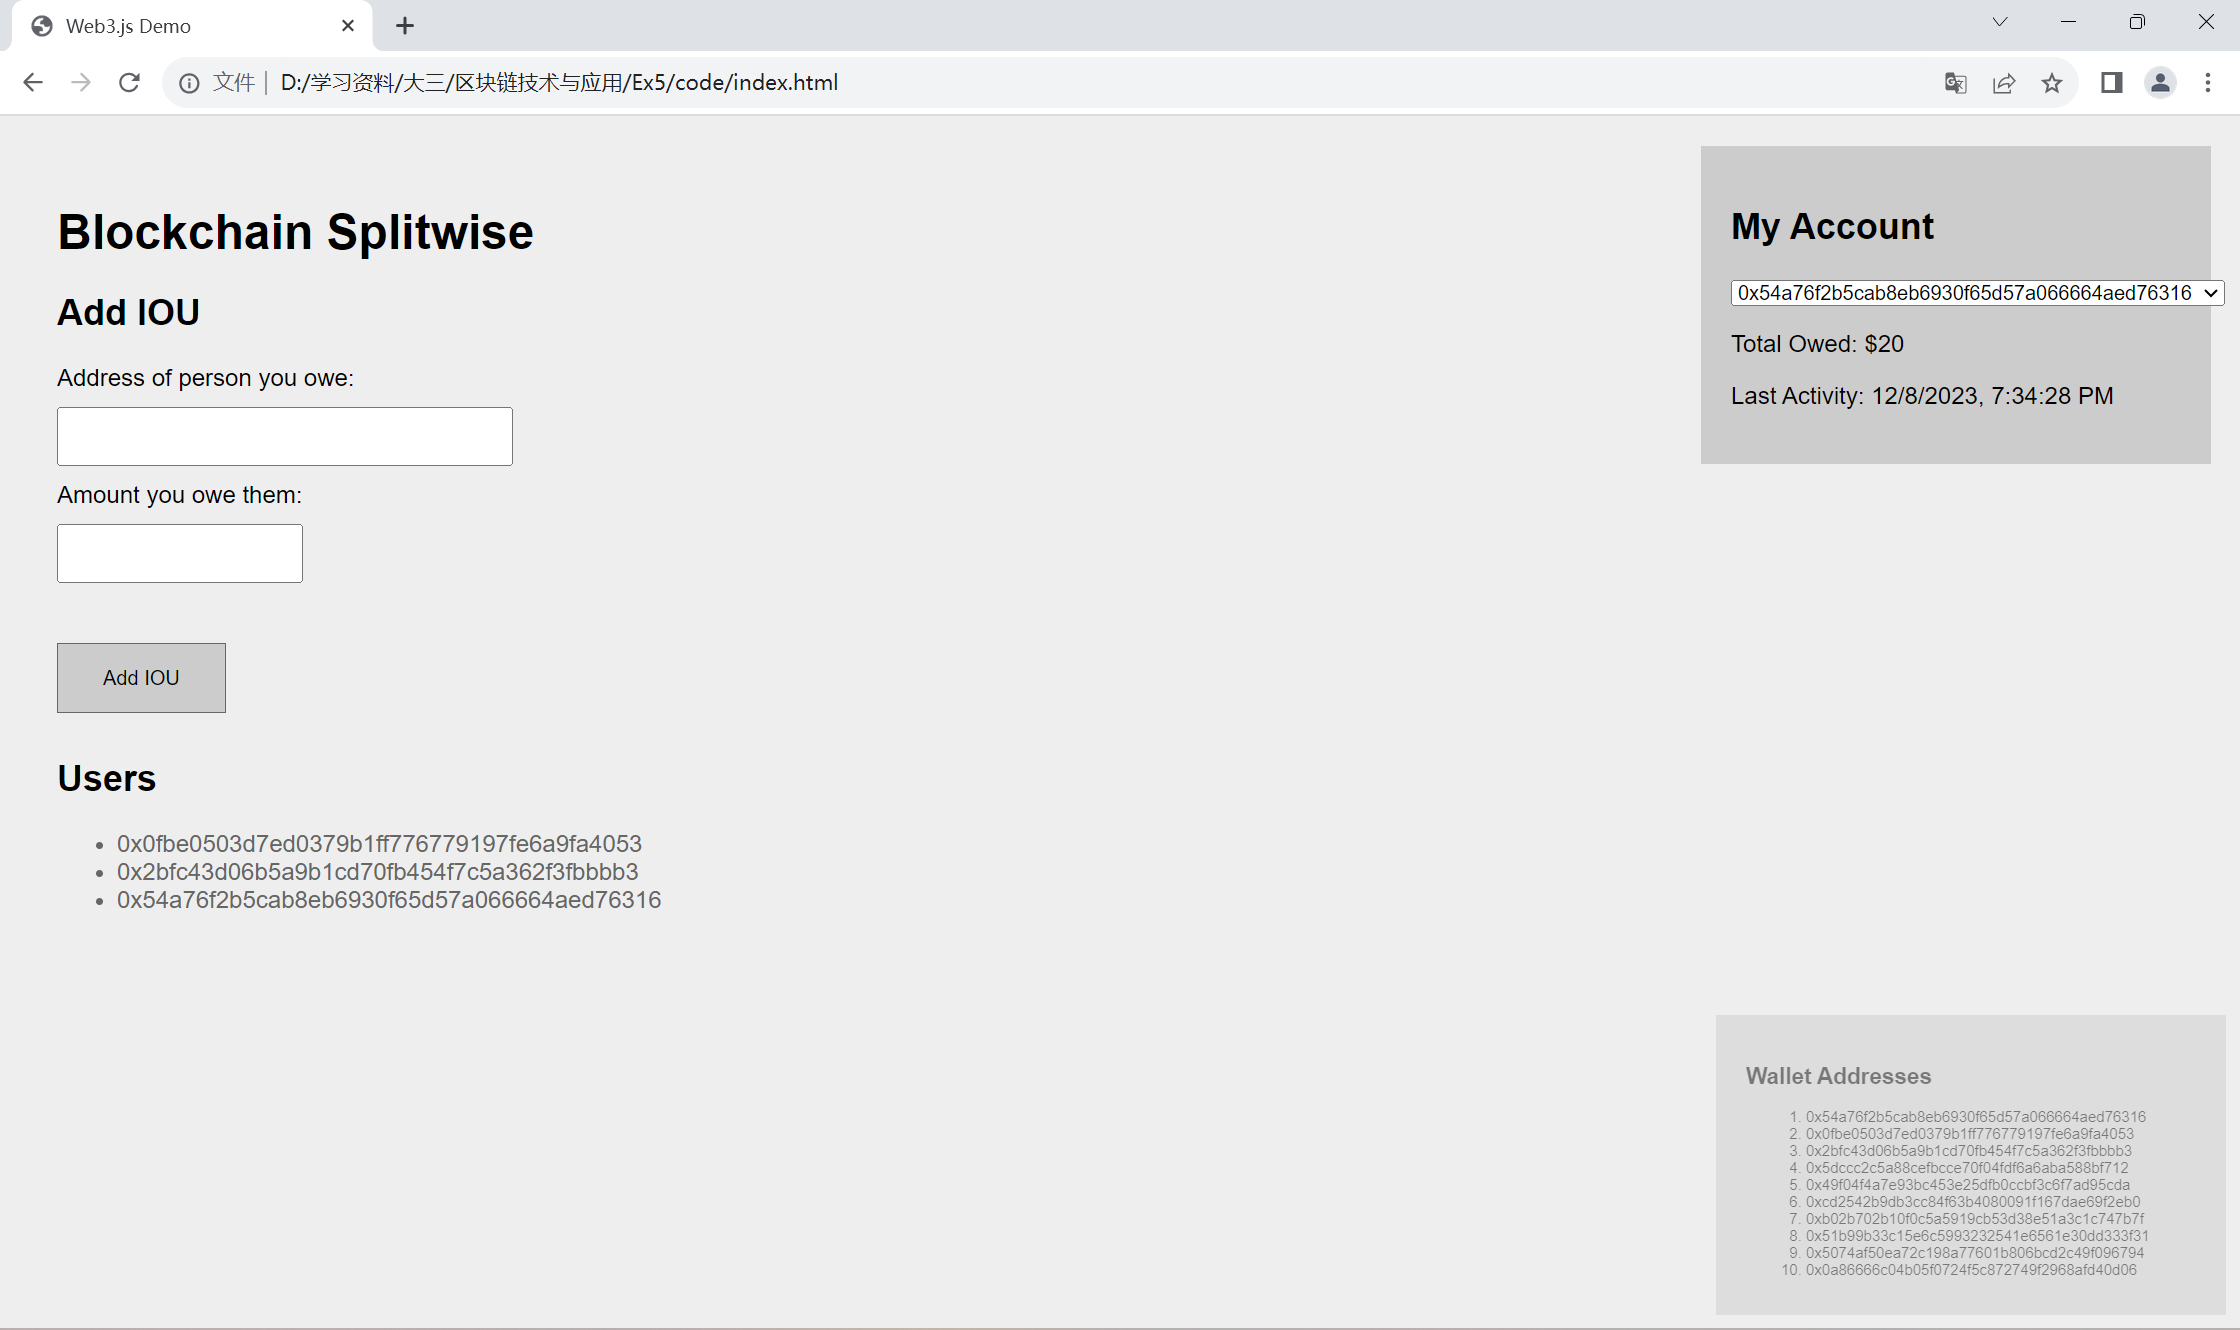 Web3.js Demo
文件 | D:/学习资料/大三/区块链技术与应用/Ex5/code/index.html
Blockchain Splitwise
Add IOU
Address of person you owe:
Amount you owe them:
Add IOU
Users
• 0x0fbe0503d7ed0379b1ff776779197fe6a9fa4053
• 0x2bfc43d06b5a9b1cd70fb454f7c5a362f3fbbbb3
• 0x54a76f2b5cab8eb6930f65d57a066664aed76316
My Account
0x54a76f2b5cab8eb6930f65d57a066664aed76316
Total Owed: $20
Last Activity: 12/8/2023, 7:34:28 PM
Wallet Addresses
1. 0x54a76f2b5cab8eb6930f65d57a066664aed76316
2. 0x0fbe0503d7ed0379b1ff776779197fe6a9fa4053
3. 0x2bfc43d06b5a9b1cd70fb454f7c5a362f3fbbbb3
4. 0x5dccc2c5a88cefbcce70f04fdf6a6aba588bf712
5. 0x49f04f4a7e93bc453e25dfb0ccbf3c6f7ad95cda
6. 0xcd2542b9db3cc84f63b4080091f167dae69f2eb0
7. 0xb02b702b10f0c5a5919cb53d38e51a3c1c747b7f
8. 0x51b99b33c15e6c5993232541e6561e30dd333f31
9. 0x5074af50ea72c198a77601b806bcd2c49f096794
10. 0x0a86666c04b05f0724f5c872749f2968afd40d06